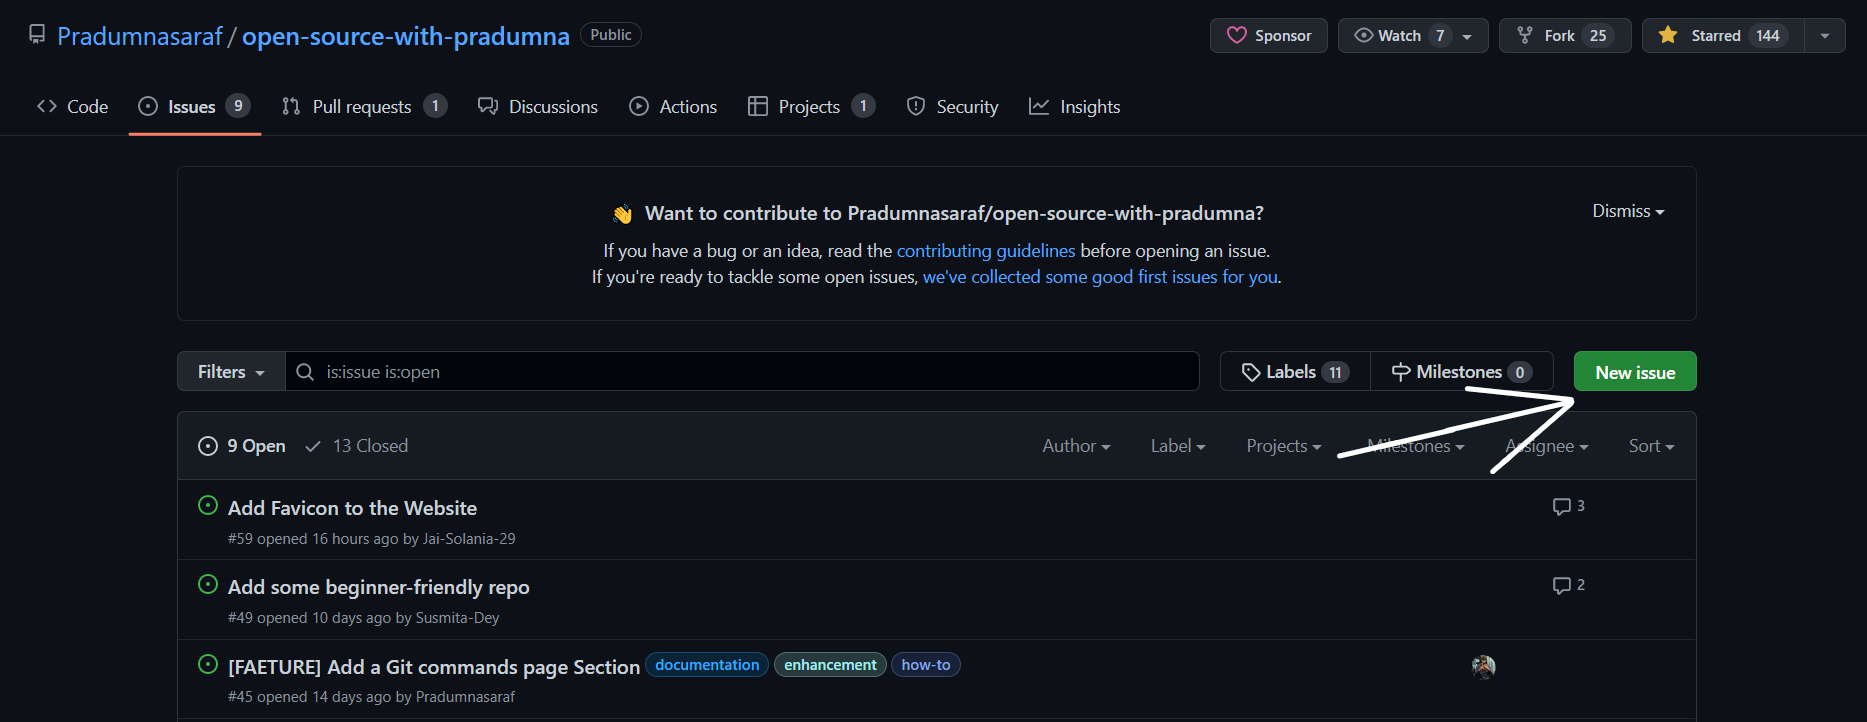 Pradumnasaraf / open-source-with-pradumna Public Sponsor Watch 7 Fork 25 Starred 144
Code Issues 9 Pull requests 1 Discussions Actions Projects 1 Security Insights
👋 Want to contribute to Pradumnasaraf/open-source-with-pradumna? Dismiss
If you have a bug or an idea, read the contributing guidelines before opening an issue.
If you're ready to tackle some open issues, we've collected some good first issues for you.
Filters is:issue is:open Labels 11 Milestones 0 New issue
9 Open 13 Closed Author Label Projects Milestones Assignee Sort
Add Favicon to the Website 3
#59 opened 16 hours ago by Jai-Solania-29
Add some beginner-friendly repo 2
#49 opened 10 days ago by Susmita-Dey
[FAETURE] Add a Git commands page Section documentation enhancement how-to
#45 opened 14 days ago by Pradumnasaraf